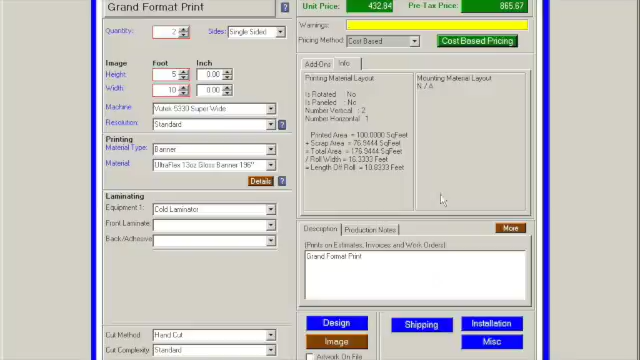 Grand Format Print ?
Quantity: 2 Sides: Single Sided
Image Foot Inch
Height 5 0.00
Width 10 0.00
Machine Vutek 5330 Super Wide
Resolution: Standard ?
Printing
Material Type: Banner
Material: UltraFlex 13oz Gloss Banner 196"
Details ?
Laminating
Equipment 1: Cold Laminator
Front Laminate:
Back/Adhesive
Cut Method: Hand Cut
Cut Complexity Standard
Unit Price: 432.84 Pre-Tax Price: 865.67
Warnings:
Pricing Method: Cost Based Cost Based Pricing
Add-Ons Info
Printing Material Layout
Is Rotated : No
Is Paneled : No
Number Vertical : 2
Number Horizontal 1
Printed Area = 100.0000 SqFeet
+ Scrap Area = 76.9444 SqFeet
= Total Area = 176.9444 SqFeet
/ Roll Width = 16.3333 Feet
= Length Off Roll = 10.8333 Feet
Mounting Material Layout
N / A
Description Production Notes More
(Prints on Estimates, Invoices and Work Orders)
Grand Format Print
Design Shipping Installation
Image Misc
Artwork On File